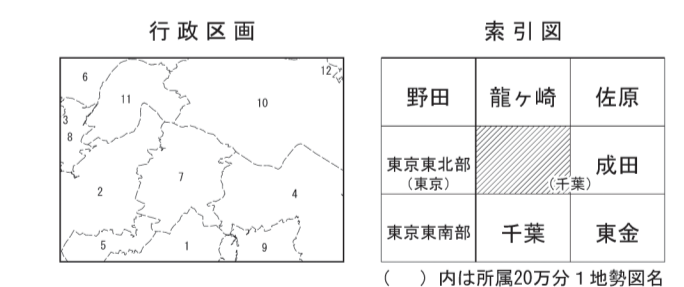 行政区画
索引図
6
12
11
10
3
8
7
2
4
5
1
9
野田
龍ヶ崎
佐原
東京東北部
(東京)
(千葉)
成田
東京東南部
千葉
東金
(　)内は所属20万分1地勢図名